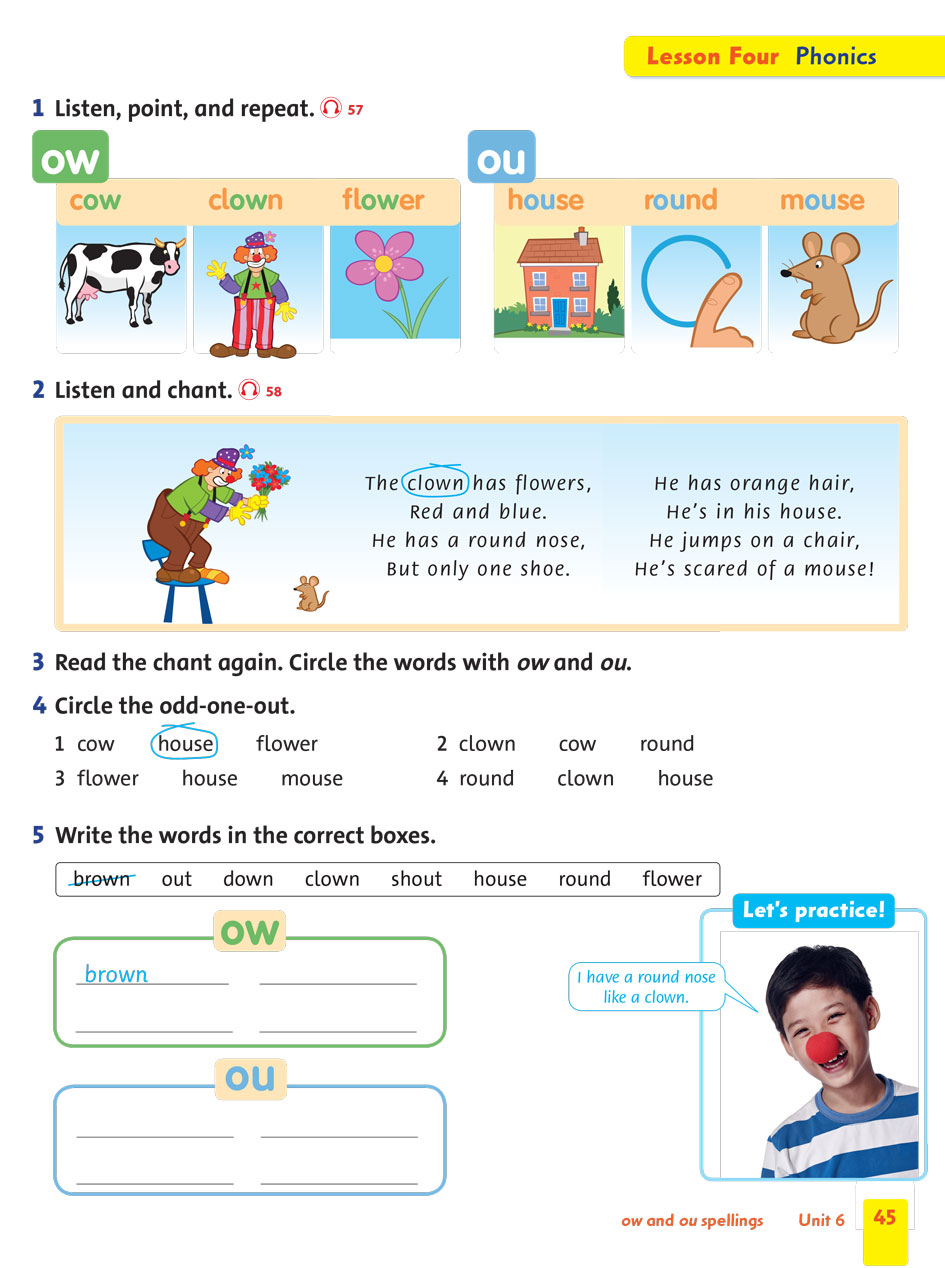 Lesson Four Phonics
1 Listen, point, and repeat. 57
ow
cow clown flower
ou
house round mouse
2 Listen and chant. 58
The clown has flowers,
Red and blue.
He has a round nose,
But only one shoe.
He has orange hair,
He's in his house.
He jumps on a chair,
He's scared of a mouse!
3 Read the chant again. Circle the words with ow and ou.
4 Circle the odd-one-out.
1 cow house flower
2 clown cow round
3 flower house mouse
4 round clown house
5 Write the words in the correct boxes.
brown out down clown shout house round flower
ow
brown
ou
Let's practice!
I have a round nose
like a clown.
ow and ou spellings Unit 6 45